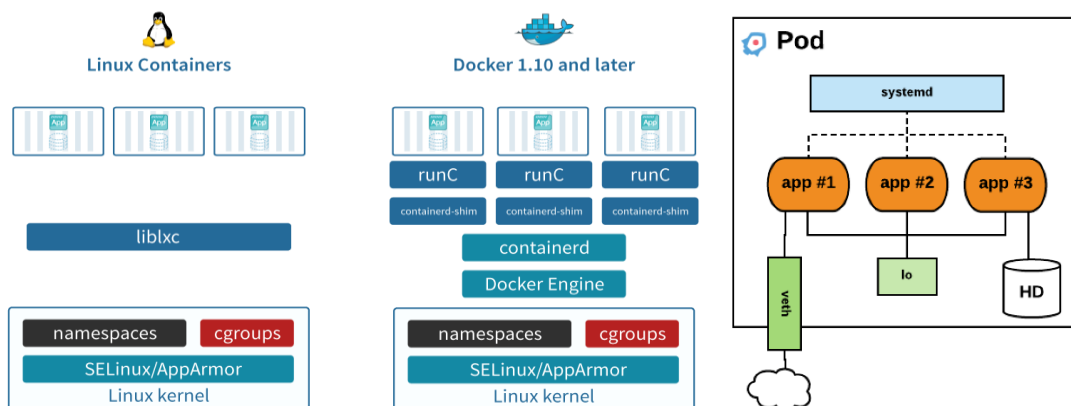 Linux Containers
App
App
App
liblxc
namespaces
cgroups
SELinux/AppArmor
Linux kernel
Docker 1.10 and later
App
App
App
runC
runC
runC
containerd-shim
containerd-shim
containerd-shim
containerd
Docker Engine
namespaces
cgroups
SELinux/AppArmor
Linux kernel
Pod
systemd
app #1
app #2
app #3
veth
lo
HD